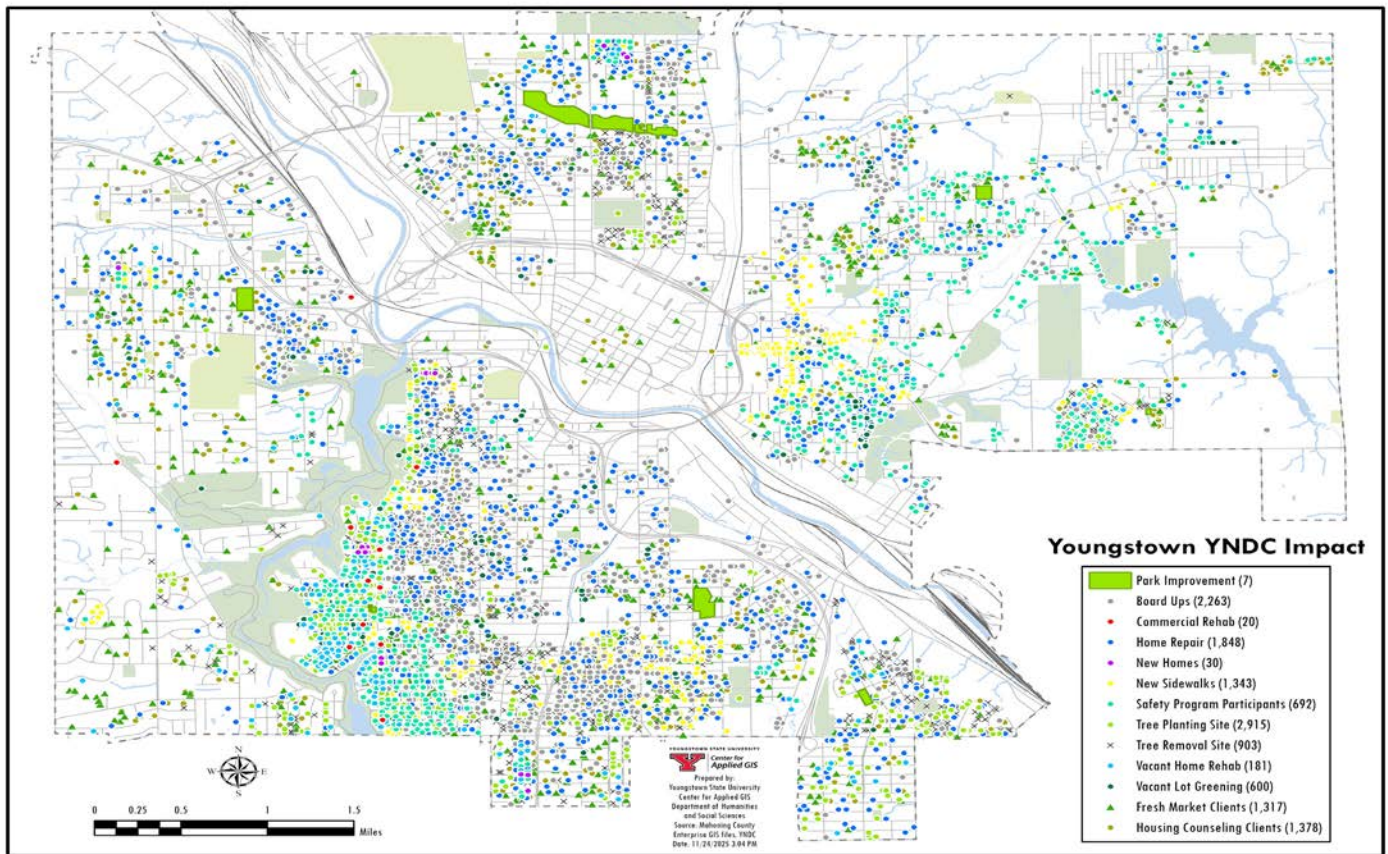 Youngstown YNDC Impact
Park Improvement (7)
Board Ups (2,263)
Commercial Rehab (20)
Home Repair (1,848)
New Homes (30)
New Sidewalks (1,343)
Safety Program Participants (692)
Tree Planting Site (2,915)
Tree Removal Site (903)
Vacant Home Rehab (181)
Vacant Lot Greening (600)
Fresh Market Clients (1,317)
Housing Counseling Clients (1,378)
N
W E
S
0 0.25 0.5 1 1.5
Miles
YOUNGSTOWN STATE UNIVERSITY
Y Center for
Applied GIS
Prepared by:
Youngstown State University
Center for Applied GIS
Department of Humanities
and Social Sciences
Source: Mahoning County
Enterprise GIS Files, YNDC
Date: 11/24/2025 3:04 PM